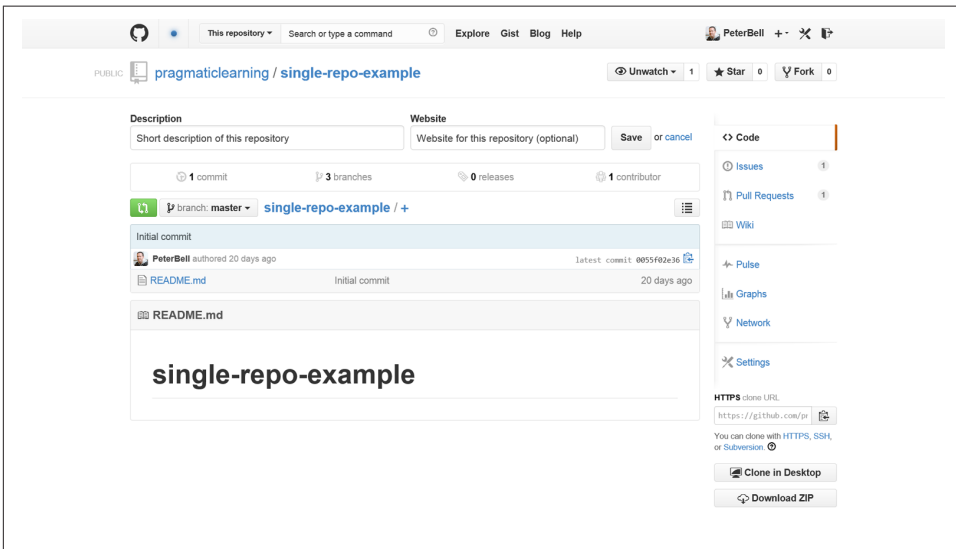 This repository Search or type a command Explore Gist Blog Help PeterBell
PUBLIC pragmaticlearning / single-repo-example Unwatch 1 Star 0 Fork 0
Description Website
Short description of this repository Website for this repository (optional) Save or cancel
1 commit 3 branches 0 releases 1 contributor
branch: master single-repo-example / +
Initial commit
PeterBell authored 20 days ago latest commit 0055f02e36
README.md Initial commit 20 days ago
README.md
single-repo-example
Code
Issues 1
Pull Requests 1
Wiki
Pulse
Graphs
Network
Settings
HTTPS clone URL
https://github.com/pr
You can clone with HTTPS, SSH,
or Subversion.
Clone in Desktop
Download ZIP